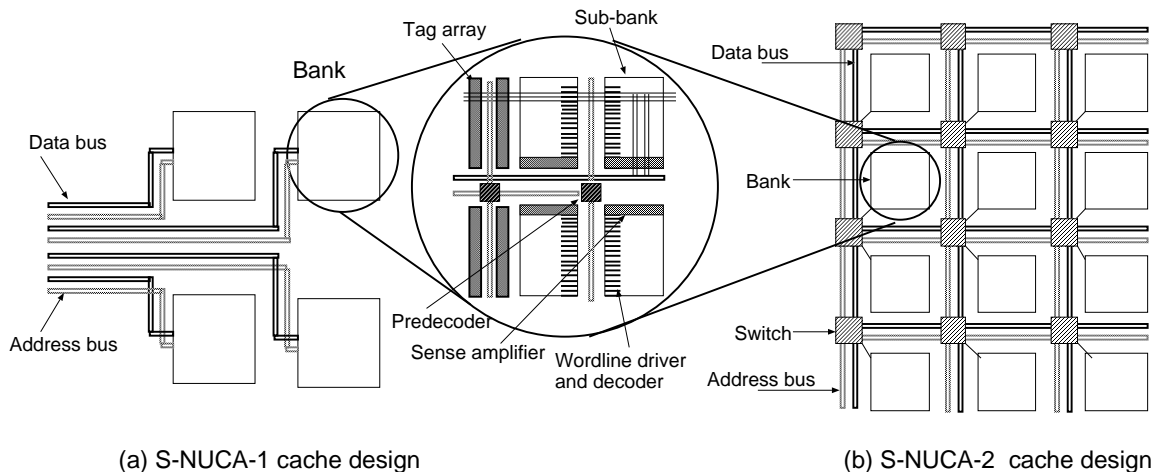 Tag array
Sub-bank
Bank
Data bus
Address bus
Predecoder
Sense amplifier
Wordline driver
and decoder
Data bus
Bank
Switch
Address bus
(a) S-NUCA-1 cache design
(b) S-NUCA-2 cache design